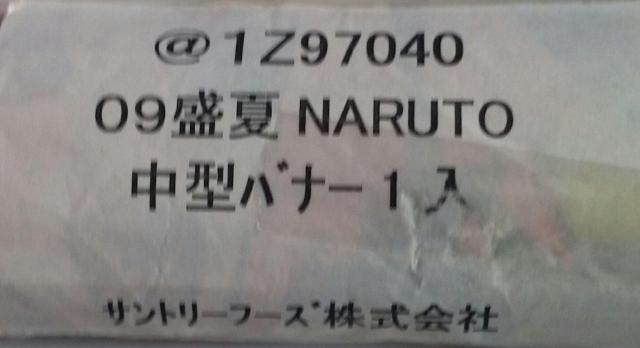 @1Z97040
09盛夏 NARUTO
中型バナー1入
サントリーフーズ株式会社